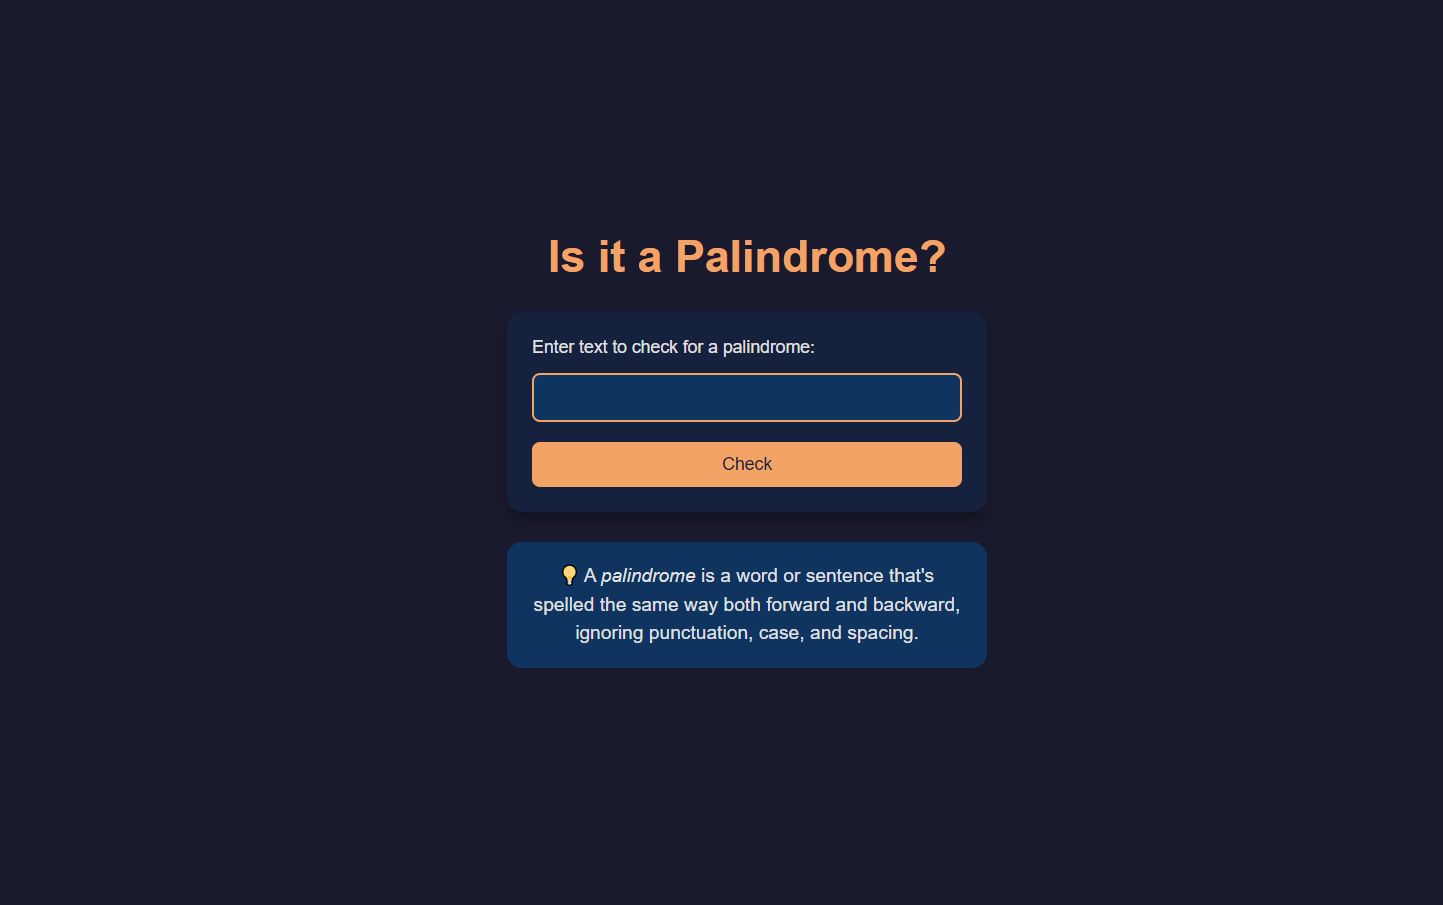 Is it a Palindrome?
Enter text to check for a palindrome:
Check
💡 A palindrome is a word or sentence that's
spelled the same way both forward and backward,
ignoring punctuation, case, and spacing.